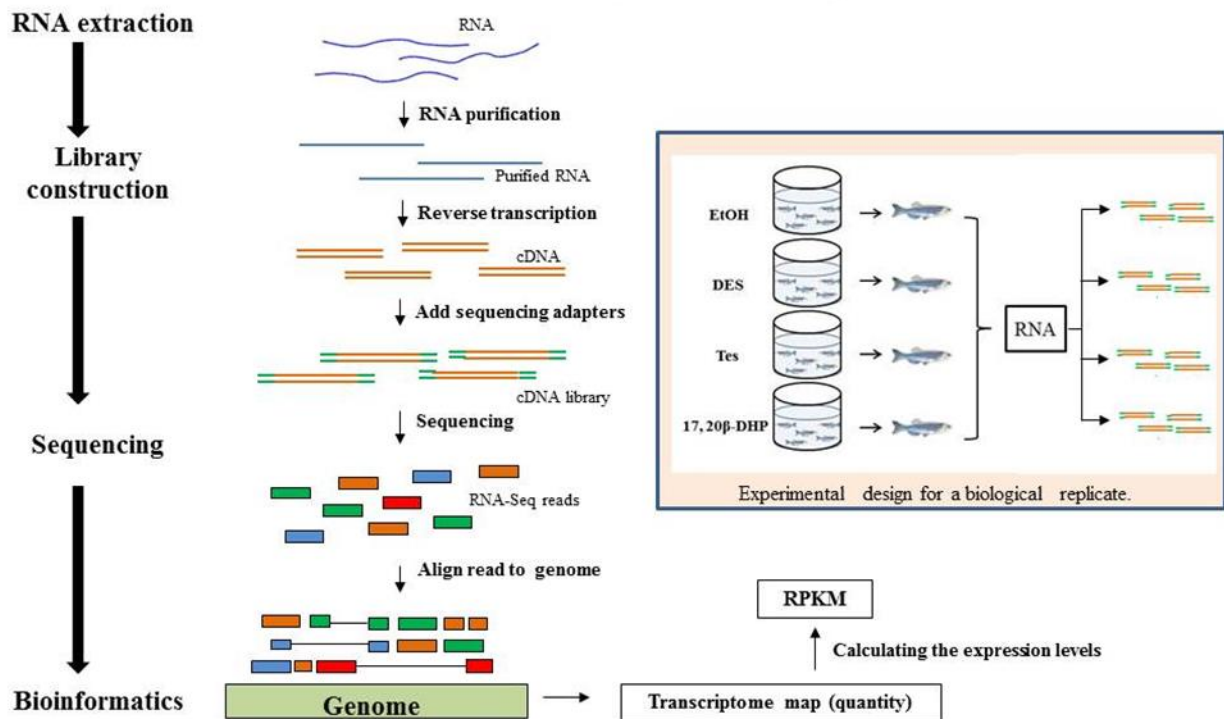 RNA extraction
RNA
RNA purification
Library
construction
Purified RNA
Reverse transcription
cDNA
Add sequencing adapters
cDNA library
Sequencing
Sequencing
RNA-Seq reads
Align read to genome
Bioinformatics
Genome
Transcriptome map (quantity)
Calculating the expression levels
RPKM
EtOH
DES
Tes
17, 20β-DHP
RNA
Experimental design for a biological replicate.